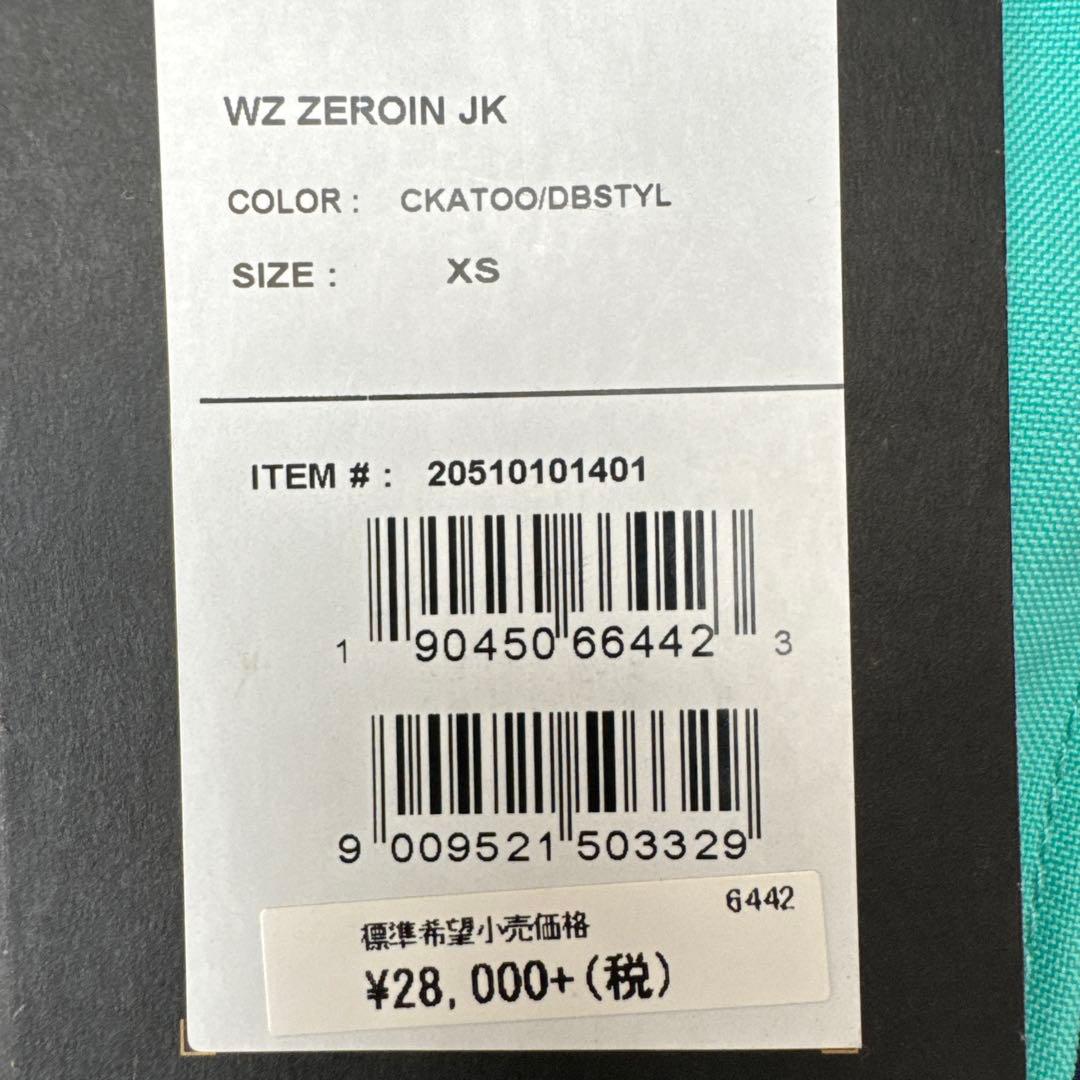 WZ ZEROIN JK
COLOR : CKATOO/DBSTYL
SIZE : XS
ITEM # : 20510101401
1 90450 66442 3
9 009521 503329
6442
標準希望小売価格
¥28,000+(税)